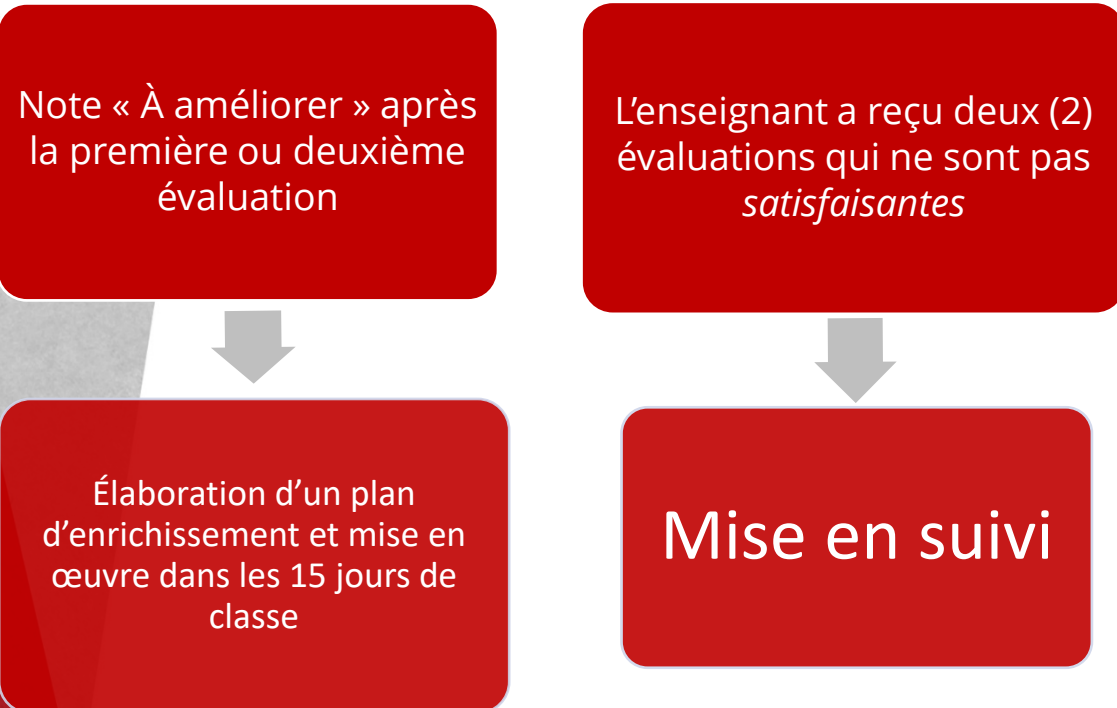 Note « À améliorer » après
la première ou deuxième
évaluation
L'enseignant a reçu deux (2)
évaluations qui ne sont pas
satisfaisantes
Élaboration d'un plan
d'enrichissement et mise en
œuvre dans les 15 jours de
classe
Mise en suivi